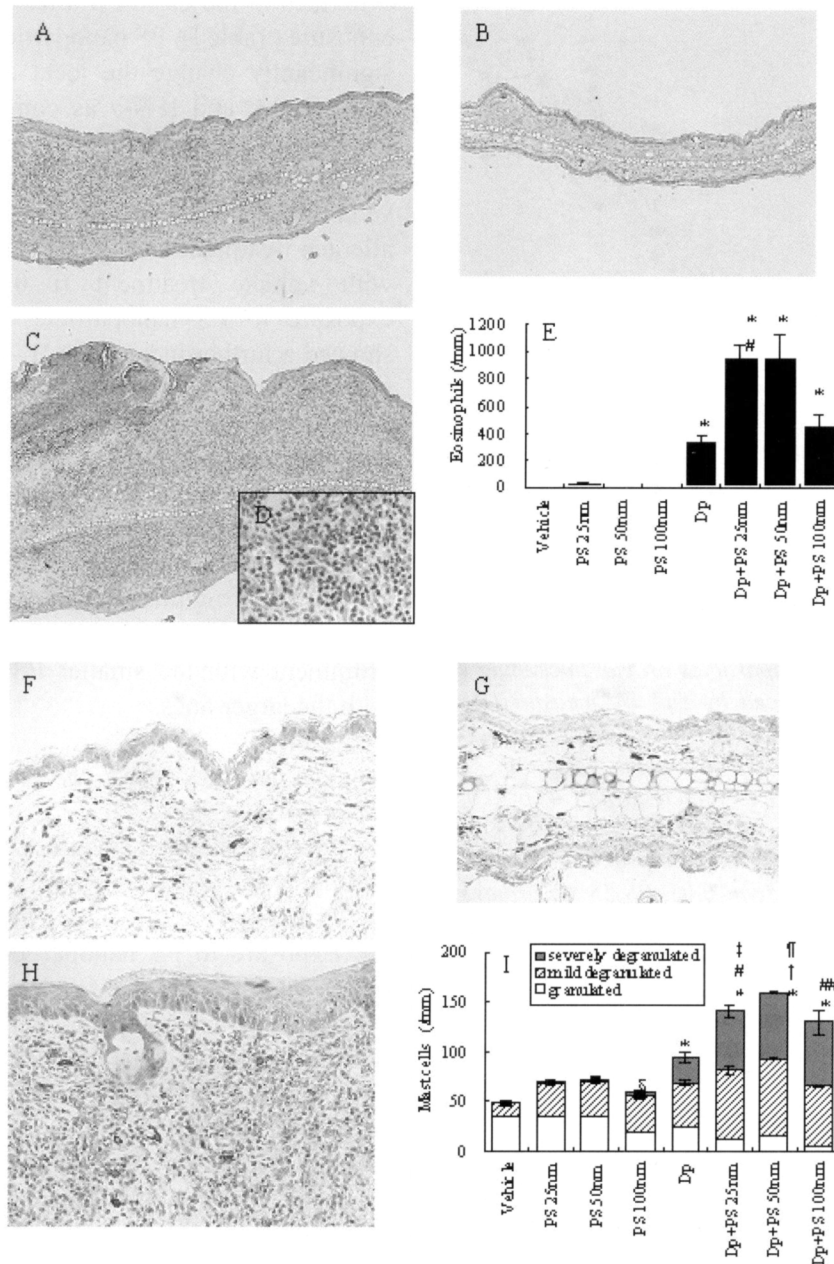 A
B
C
D
E
Eosinophils (/mm)
1200
1000
800
600
400
200
0
*
*
#
*
*
*
Vehicle
PS 25nm
PS 50nm
PS 100nm
Dp
Dp+PS 25nm
Dp+PS 50nm
Dp+PS 100nm
F
G
H
I
severely degranulated
mild degranulated
granulated
Mast cells (/mm)
200
150
100
50
0
*
‡
#
*
¶
†
*
##
*
Vehicle
PS 25nm
PS 50nm
PS 100nm
Dp
Dp+PS 25nm
Dp+PS 50nm
Dp+PS 100nm